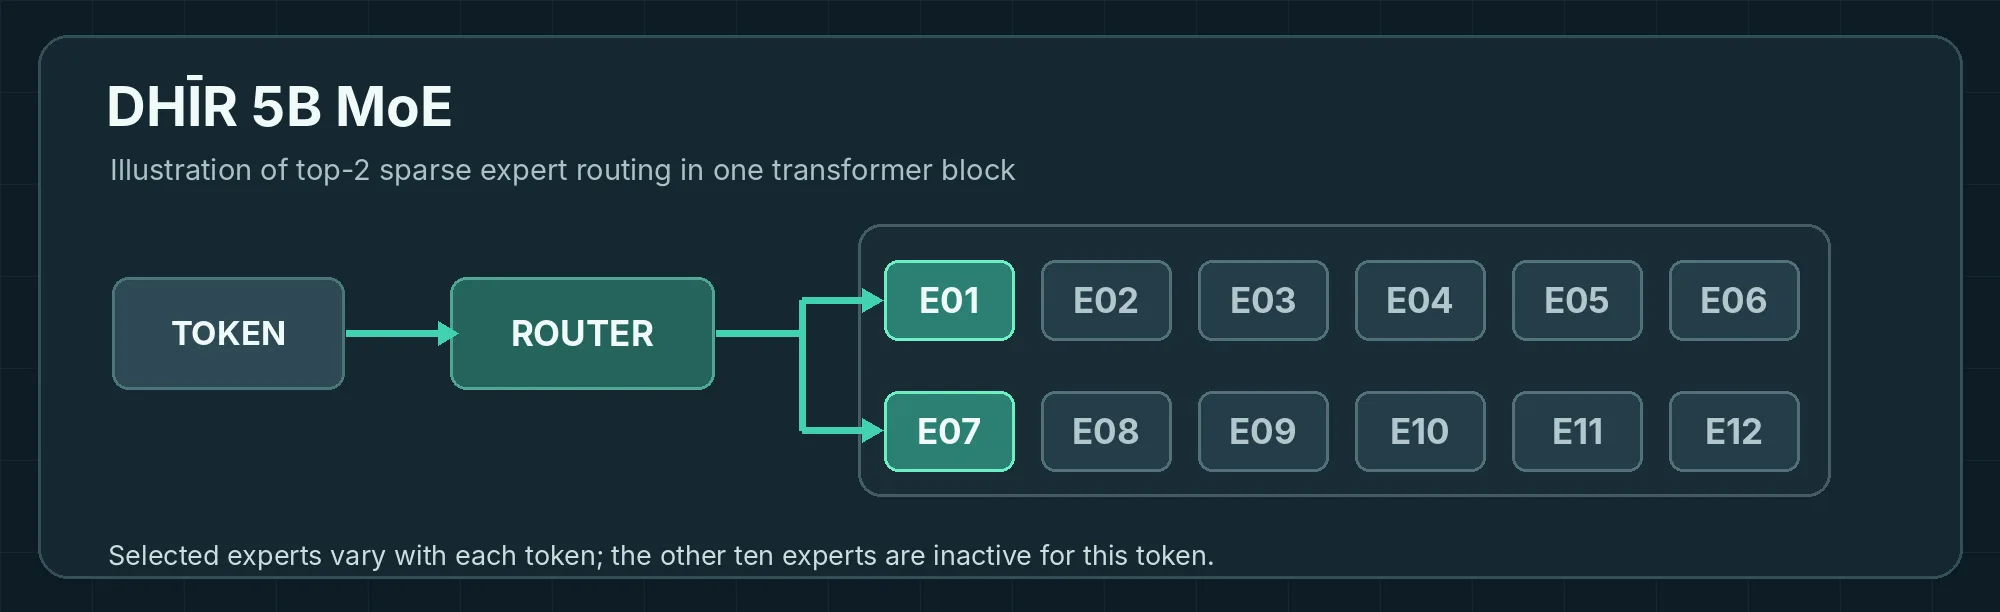 DHĪR 5B MoE
Illustration of top-2 sparse expert routing in one transformer block
TOKEN
ROUTER
E01 E02 E03 E04 E05 E06
E07 E08 E09 E10 E11 E12
Selected experts vary with each token; the other ten experts are inactive for this token.